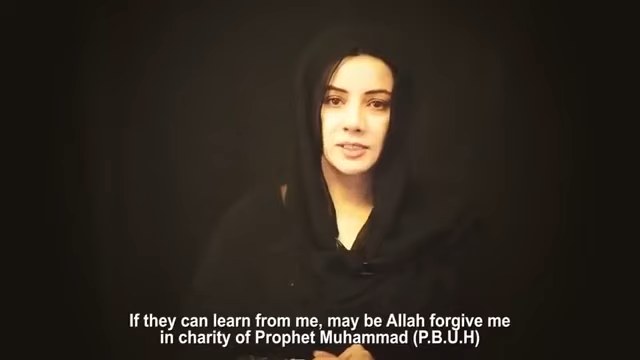 If they can learn from me, may be Allah forgive me
in charity of Prophet Muhammad (P.B.U.H)